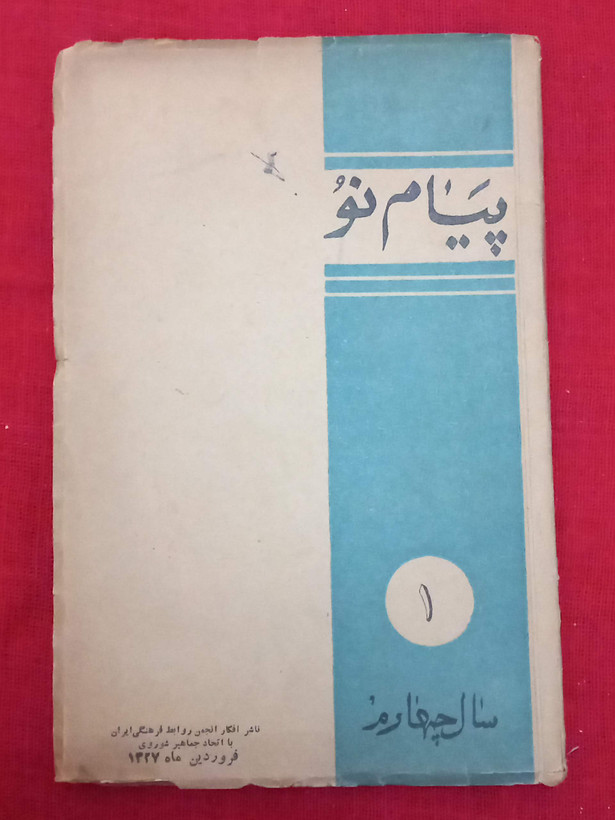 پیام نو
۱
سال چهارم
ناشر افکار انجمن روابط فرهنگی ایران
با اتحاد جماهیر شوروی
فروردین ماه ۱۳۲۷